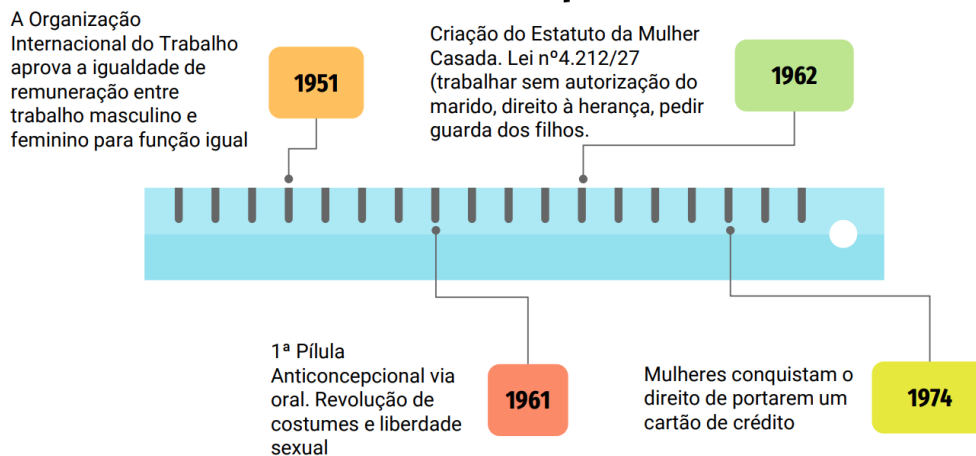 A Organização
Internacional do Trabalho
aprova a igualdade de
remuneração entre
trabalho masculino e
feminino para função igual
1951
Criação do Estatuto da Mulher
Casada. Lei nº4.212/27
(trabalhar sem autorização do
marido, direito à herança, pedir
guarda dos filhos.
1962
1ª Pílula
Anticoncepcional via
oral. Revolução de
costumes e liberdade
sexual
1961
Mulheres conquistam o
direito de portarem um
cartão de crédito
1974